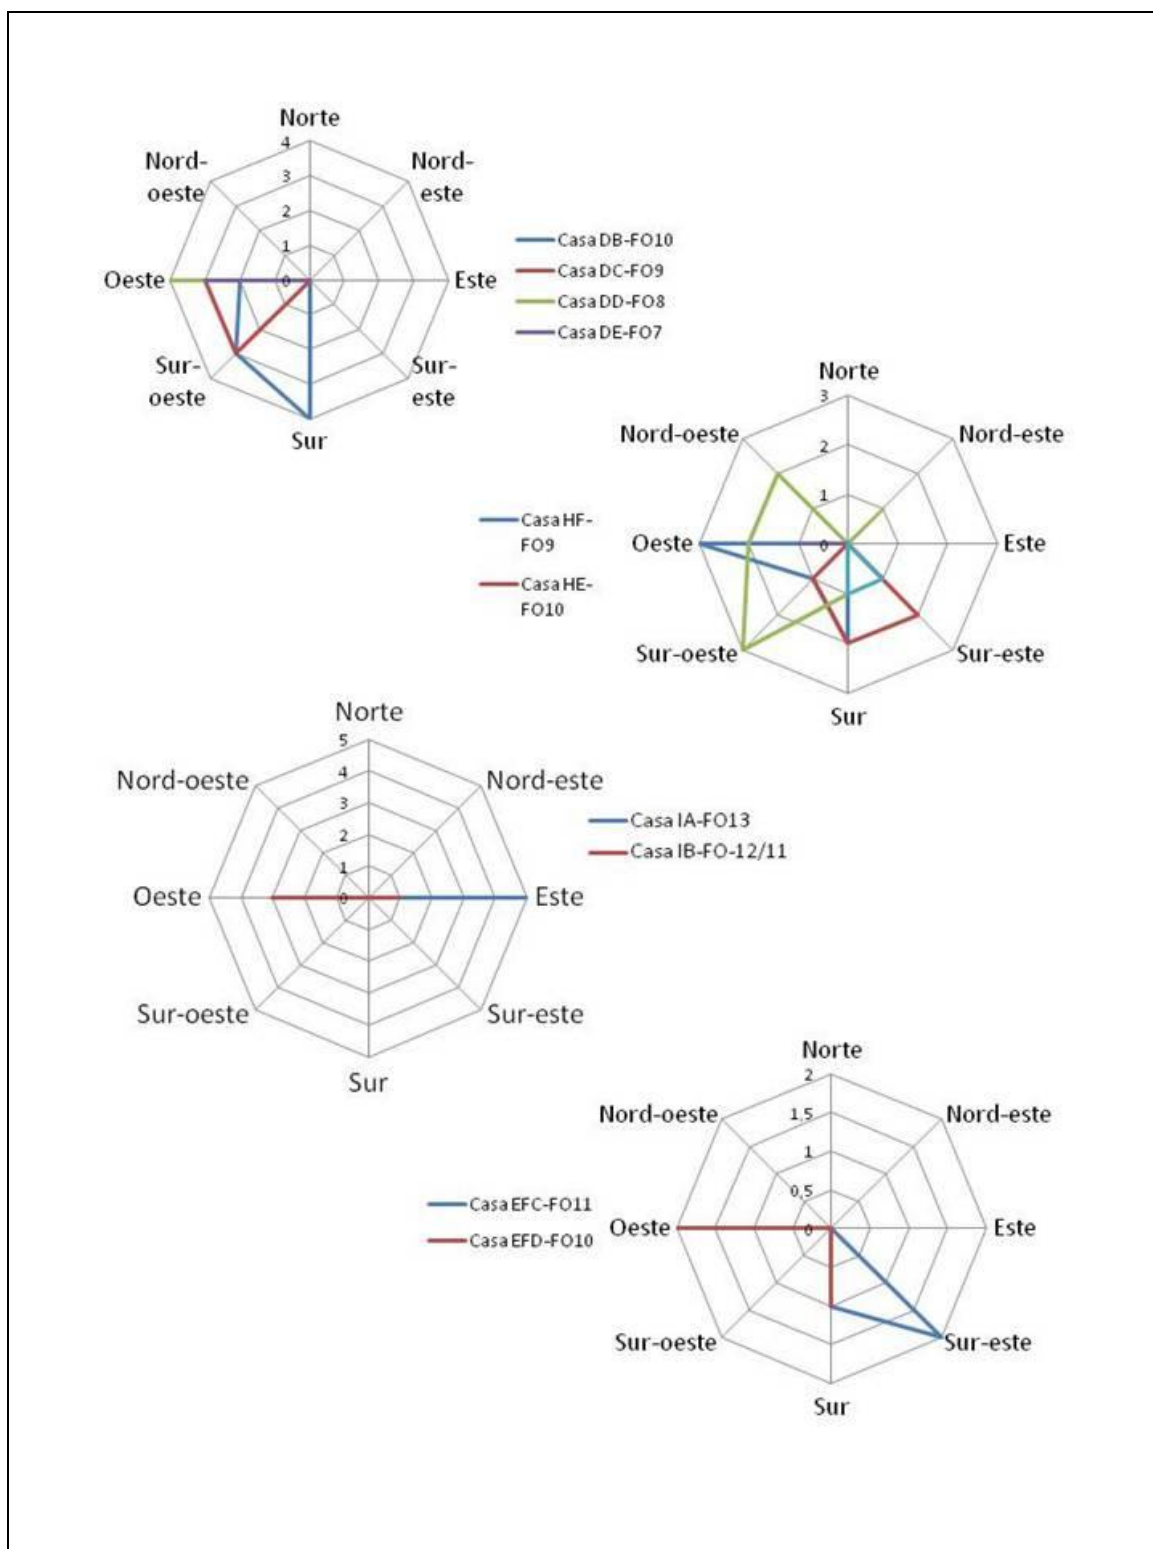 Norte
4
3
2
1
0
Nord-
oeste
Nord-
este
Oeste
Este
Sur-
oeste
Sur-
este
Sur
Casa DB-FO10
Casa DC-FO9
Casa DD-FO8
Casa DE-FO7
Norte
3
2
1
0
Nord-oeste
Nord-este
Oeste
Este
Sur-oeste
Sur-este
Sur
Casa HF-
FO9
Casa HE-
FO10
Norte
5
4
3
2
1
0
Nord-oeste
Nord-este
Oeste
Este
Sur-oeste
Sur-este
Sur
Casa IA-FO13
Casa IB-FO-12/11
Norte
2
1,5
1
0,5
0
Nord-oeste
Nord-este
Oeste
Este
Sur-oeste
Sur-este
Sur
Casa EFC-FO11
Casa EFD-FO10